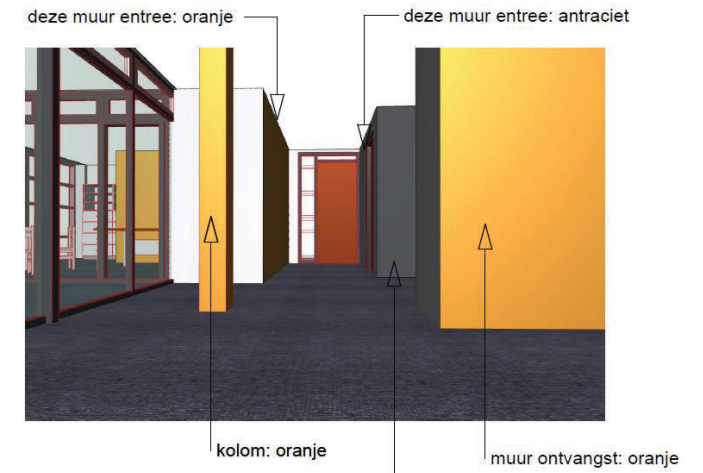 deze muur entree: oranje
deze muur entree: antraciet
kolom: oranje
muur ontvangst: oranje